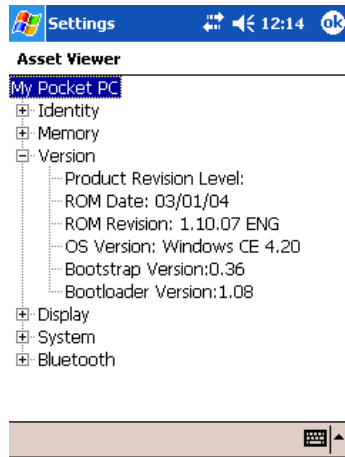 Settings 12:14 ok
Asset Viewer
My Pocket PC
Identity
Memory
Version
Product Revision Level:
ROM Date: 03/01/04
ROM Revision: 1.10.07 ENG
OS Version: Windows CE 4.20
Bootstrap Version:0.36
Bootloader Version:1.08
Display
System
Bluetooth